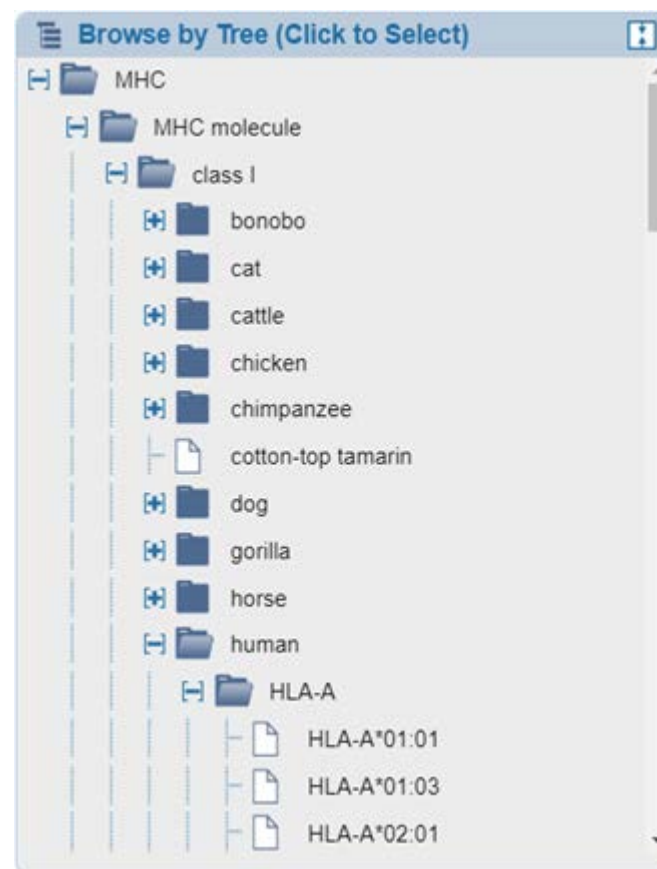 Browse by Tree (Click to Select)
MHC
MHC molecule
class I
bonobo
cat
cattle
chicken
chimpanzee
cotton-top tamarin
dog
gorilla
horse
human
HLA-A
HLA-A*01:01
HLA-A*01:03
HLA-A*02:01